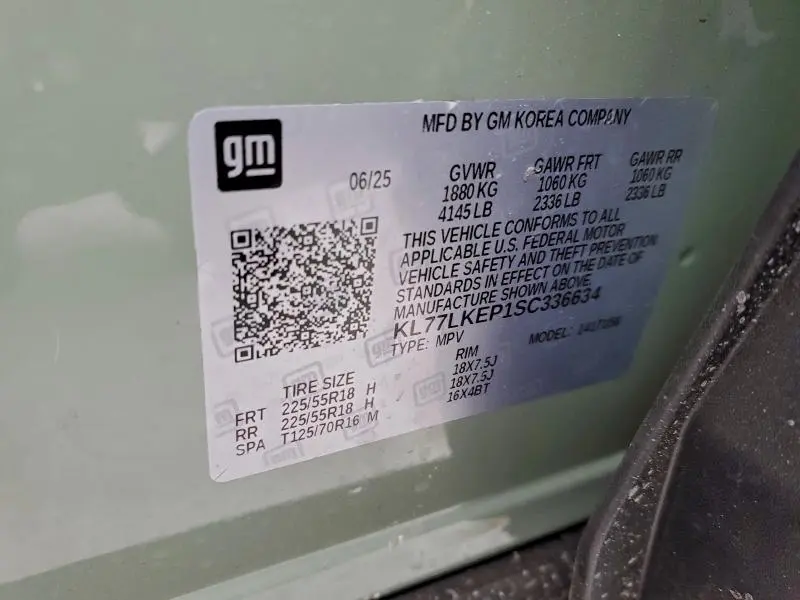 gm
MFD BY GM KOREA COMPANY
06/25
GVWR GAWR FRT GAWR RR
1880 KG 1060 KG 1060 KG
4145 LB 2336 LB 2336 LB
THIS VEHICLE CONFORMS TO ALL
APPLICABLE U.S. FEDERAL MOTOR
VEHICLE SAFETY AND THEFT PREVENTION
STANDARDS IN EFFECT ON THE DATE OF
MANUFACTURE SHOWN ABOVE.
KL77LKEP1SC336634
TYPE: MPV MODEL:
TIRE SIZE RIM
FRT 225/55R18 H 18X7.5J
RR 225/55R18 H 18X7.5J
SPA T125/70R16 M 16X4BT